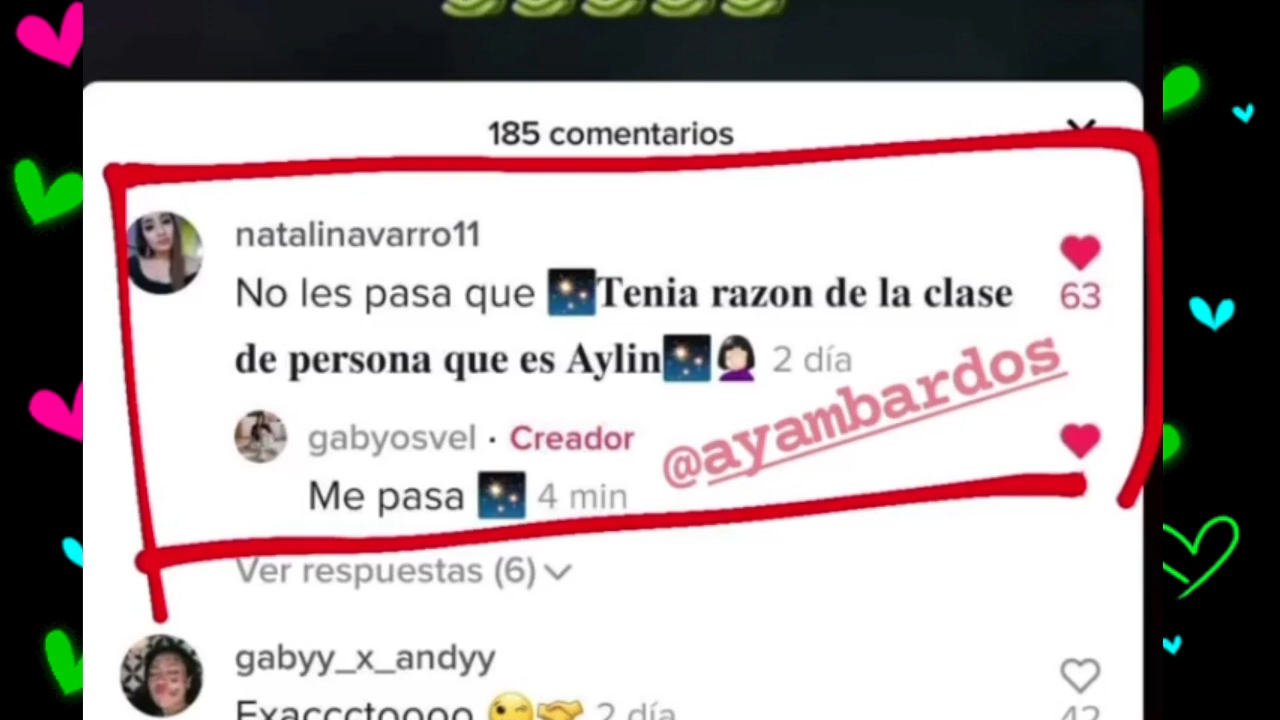 185 comentarios
natalinavarro11
No les pasa que 🌌Tenia razon de la clase
63
de persona que es Aylin🌌🤦🏻‍♀️ 2 día
@ayambardos
gabyosvel · Creador
Me pasa 🌌 4 min
Ver respuestas (6)
gabyy_x_andyy
Exaccctoooo 😉🤝 2 día
42